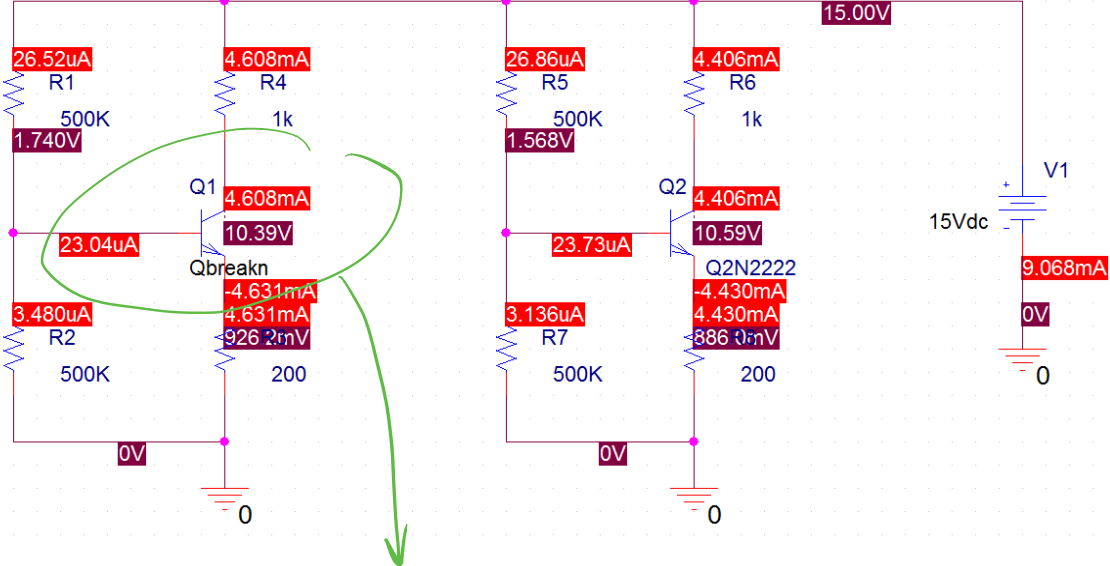 15.00V
26.52uA
4.608mA
26.86uA
4.406mA
R1
R4
R5
R6
500K
1k
500K
1k
1.740V
1.568V
V1
Q1
4.608mA
Q2
4.406mA
+
15Vdc
-
10.39V
10.59V
23.04uA
23.73uA
Qbreakn
Q2N2222
9.068mA
-4.631mA
-4.430mA
3.480uA
4.631mA
3.136uA
4.430mA
0V
R2
R7
500K
200
500K
200
0
0V
0V
0
0